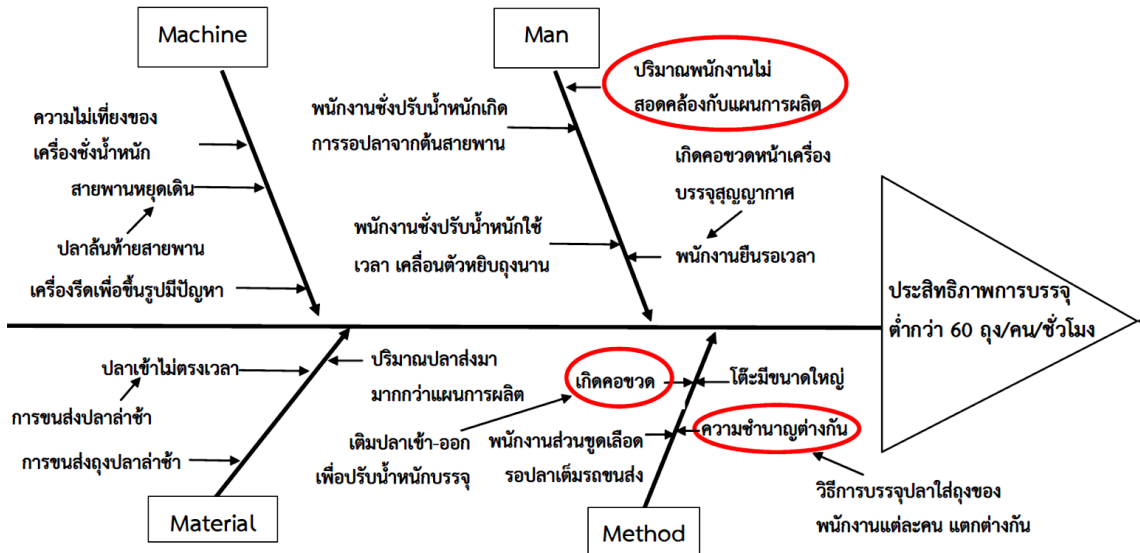 Machine
Man
ปริมาณพนักงานไม่
สอดคล้องกับแผนการผลิต
ความไม่เที่ยงของ
เครื่องชั่งน้ำหนัก
สายพานหยุดเดิน
ปลาล้นท้ายสายพาน
เครื่องรีดเพื่อขึ้นรูปมีปัญหา
พนักงานชั่งปรับน้ำหนักเกิด
การรอปลาจากต้นสายพาน
เกิดคอขวดหน้าเครื่อง
บรรจุสุญญากาศ
พนักงานชั่งปรับน้ำหนักใช้
เวลา เคลื่อนตัวหยิบถุงนาน
พนักงานยืนรอเวลา
ประสิทธิภาพการบรรจุ
ต่ำกว่า 60 ถุง/คน/ชั่วโมง
ปลาเข้าไม่ตรงเวลา
การขนส่งปลาล่าช้า
การขนส่งถุงปลาล่าช้า
ปริมาณปลาส่งมา
มากกว่าแผนการผลิต
เกิดคอขวด
โต๊ะมีขนาดใหญ่
เติมปลาเข้า-ออก
เพื่อปรับน้ำหนักบรรจุ
พนักงานส่วนขูดเลือด
รอปลาเต็มรถขนส่ง
ความชำนาญต่างกัน
วิธีการบรรจุปลาใส่ถุงของ
พนักงานแต่ละคน แตกต่างกัน
Material
Method